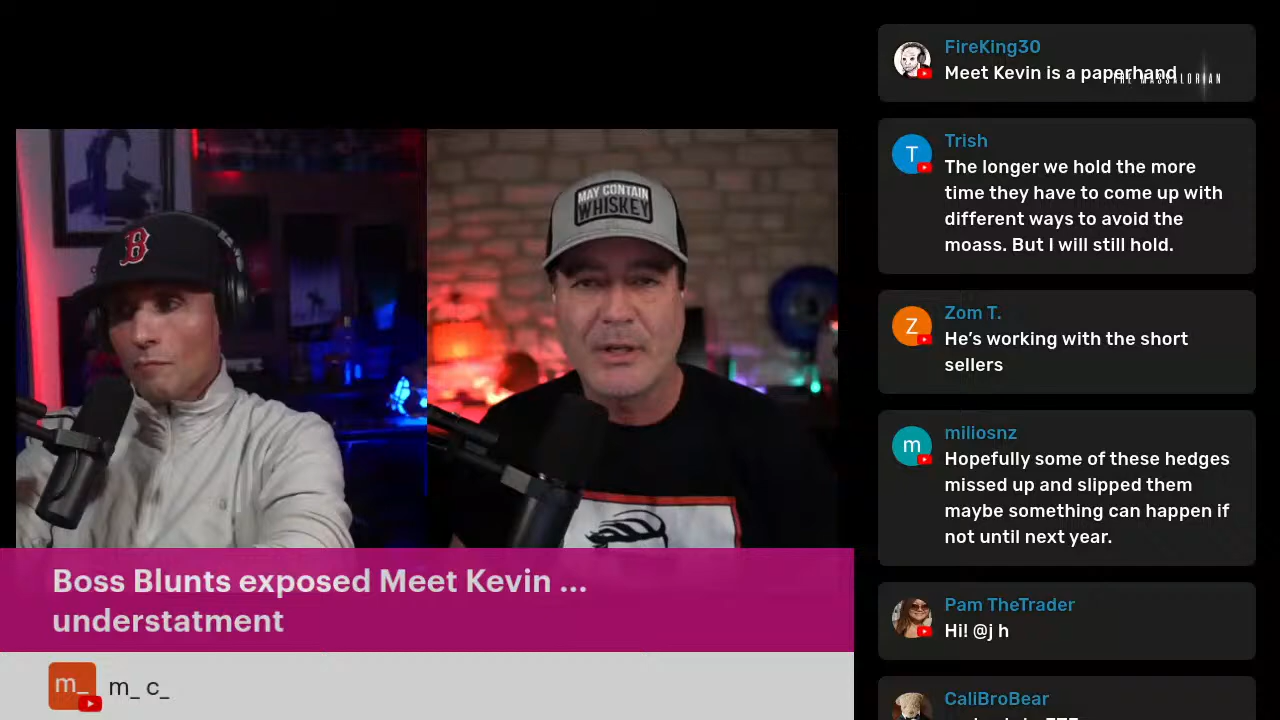 FireKing30
Meet Kevin is a paperhand
THE MASSALORIAN
T
Trish
The longer we hold the more
time they have to come up with
different ways to avoid the
moass. But I will still hold.
Z
Zom T.
He’s working with the short
sellers
m
miliosnz
Hopefully some of these hedges
missed up and slipped them
maybe something can happen if
not until next year.
Pam TheTrader
Hi! @j h
CaliBroBear
B
MAY CONTAIN
WHISKEY
Boss Blunts exposed Meet Kevin ...
understatment
m_
m_ c_